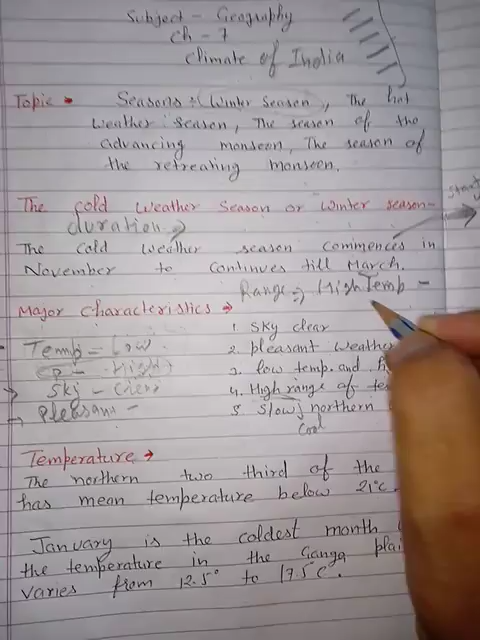 Subject - Geography
Ch - 7
Climate of India
Topic Seasons: Winter Season, The hot
weather season, The season of the
advancing monsoon, The season of
the retreating monsoon.
The cold weather season or winter season-
duration.
The cold weather season commences in
November to continues till March.
Range ⇒ High temp -
Major Characteristics →
1. Sky clear
Temp = Low 2. pleasant weather
3. low temp. and
Sky - Clear 4. High range of
Pleasant - 5. Slow northern
Cool
Temperature →
The northern two third of the
has mean temperature below 21°C.
January is the coldest month
the temperature in the Ganga
varies from 12.5° to 17.5°C.